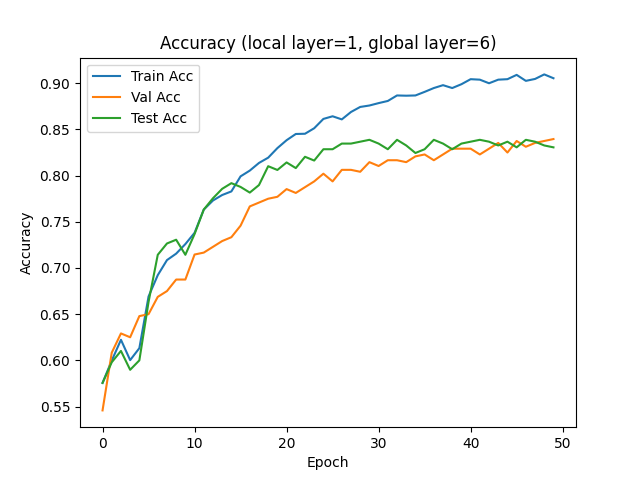 Accuracy (local layer=1, global layer=6)
Train Acc
Val Acc
Test Acc
0.90
0.85
0.80
0.75
0.70
0.65
0.60
0.55
Accuracy
0 10 20 30 40 50
Epoch